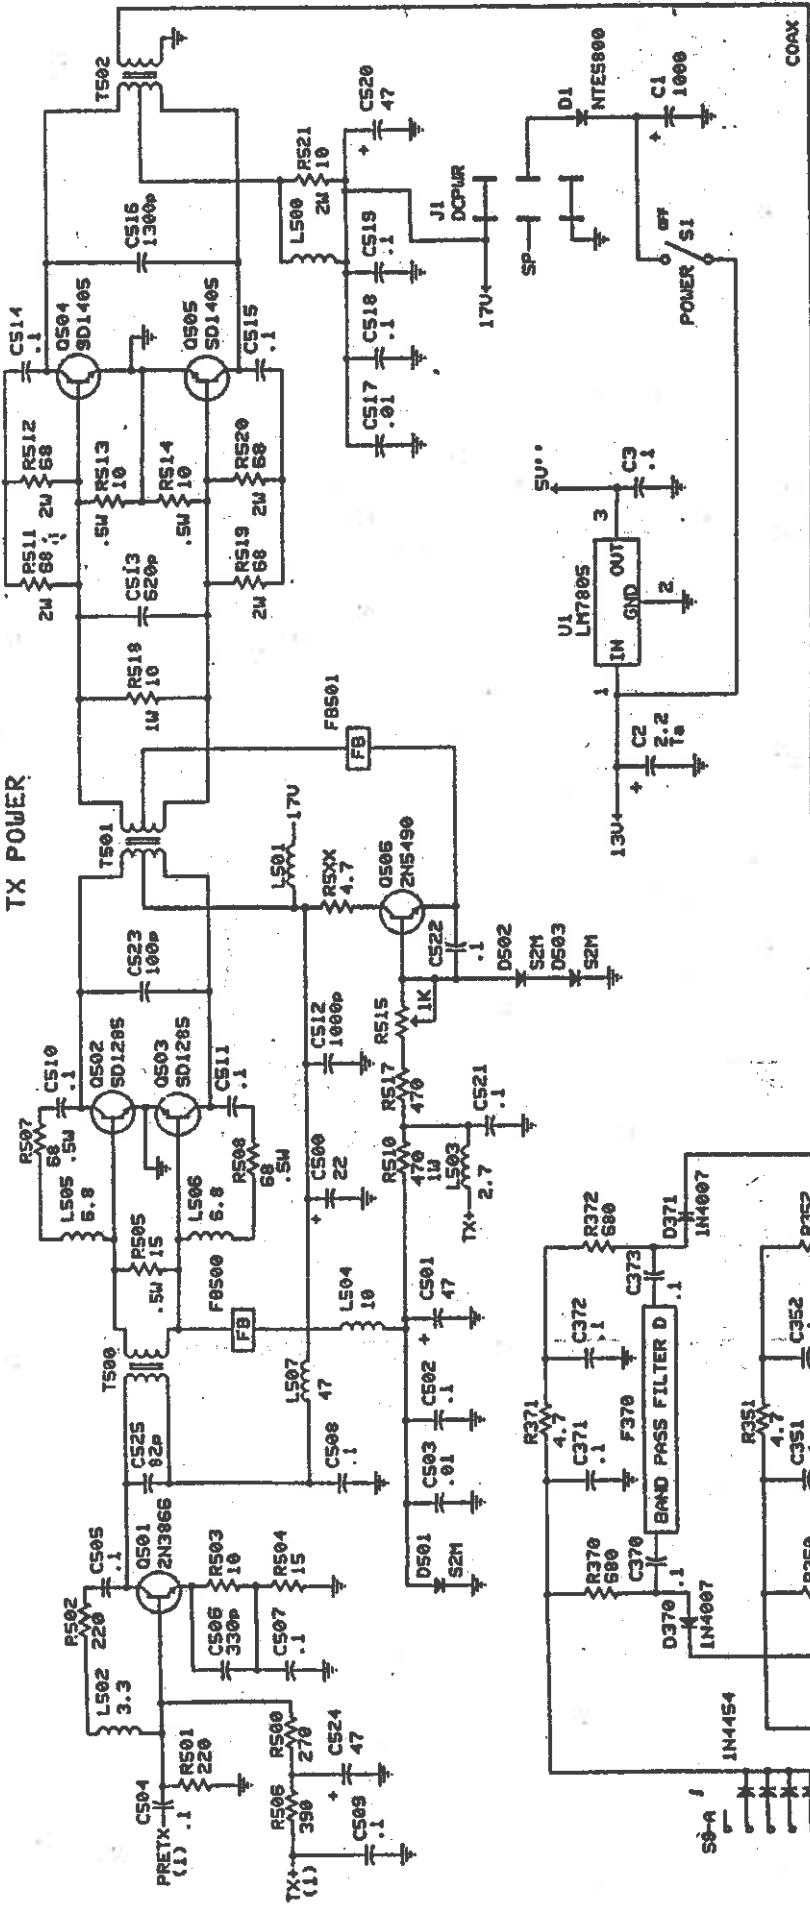 TX POWER
PRETX
(1)
C504
.1
L502
3.3
R502
220
C505
.1
Q501
2N3866
R501
220
R500
270
R506
390
TX+
(1)
C509
.1
C524
47
+
C506
330p
R503
10
C507
.1
R504
15
C525
82p
T500
L507
47
C508
.1
D501
S2M
C503
.01
C502
.1
C501
47
+
L504
10
FB500
FB
R505
15
.5W
L505
6.8
L506
6.8
R507
68
.5W
C510
.1
Q502
SD1285
Q503
SD1285
C511
.1
R508
68
.5W
C500
22
+
C512
1000p
R510
470
1W
L503
2.7
TX+
C521
.1
R517
470
R515
1K
C522
.1
D502
S2M
D503
S2M
Q506
2N5490
R5XX
4.7
L501
17V
C523
100p
T501
FB501
FB
R518
10
1W
C513
620p
R511
68
2W
R512
68
2W
R513
10
.5W
R514
10
.5W
R519
68
2W
R520
68
2W
C514
.1
Q504
SD1405
Q505
SD1405
C515
.1
C516
1300p
T502
L500
R521
10
2W
C517
.01
C518
.1
C519
.1
C520
47
+
J1
DCPWR
17V
SP
D1
NTE5800
C1
1000
+
OFF
S1
POWER
COAX
U1
LM7805
IN
OUT
GND
1
2
3
5V''
C3
.1
13V
C2
2.2
Ta
+
S8-A
1N4454
R371
4.7
R370
680
R372
680
C371
.1
C372
.1
F370
BAND PASS FILTER D
C370
.1
C373
.1
D370
1N4007
D371
1N4007
R351
4.7
C351
C352
R352